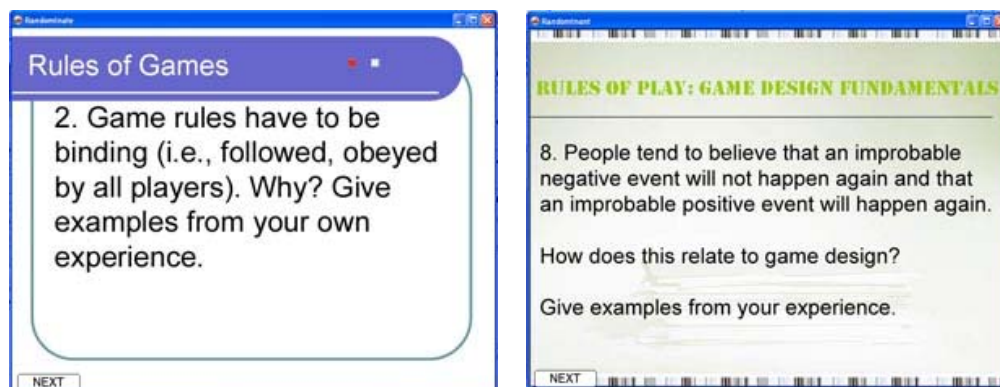 Randominate
Rules of Games
2. Game rules have to be
binding (i.e., followed, obeyed
by all players). Why? Give
examples from your own
experience.
NEXT
Randominant
RULES OF PLAY: GAME DESIGN FUNDAMENTALS
8. People tend to believe that an improbable
negative event will not happen again and that
an improbable positive event will happen again.
How does this relate to game design?
Give examples from your experience.
NEXT